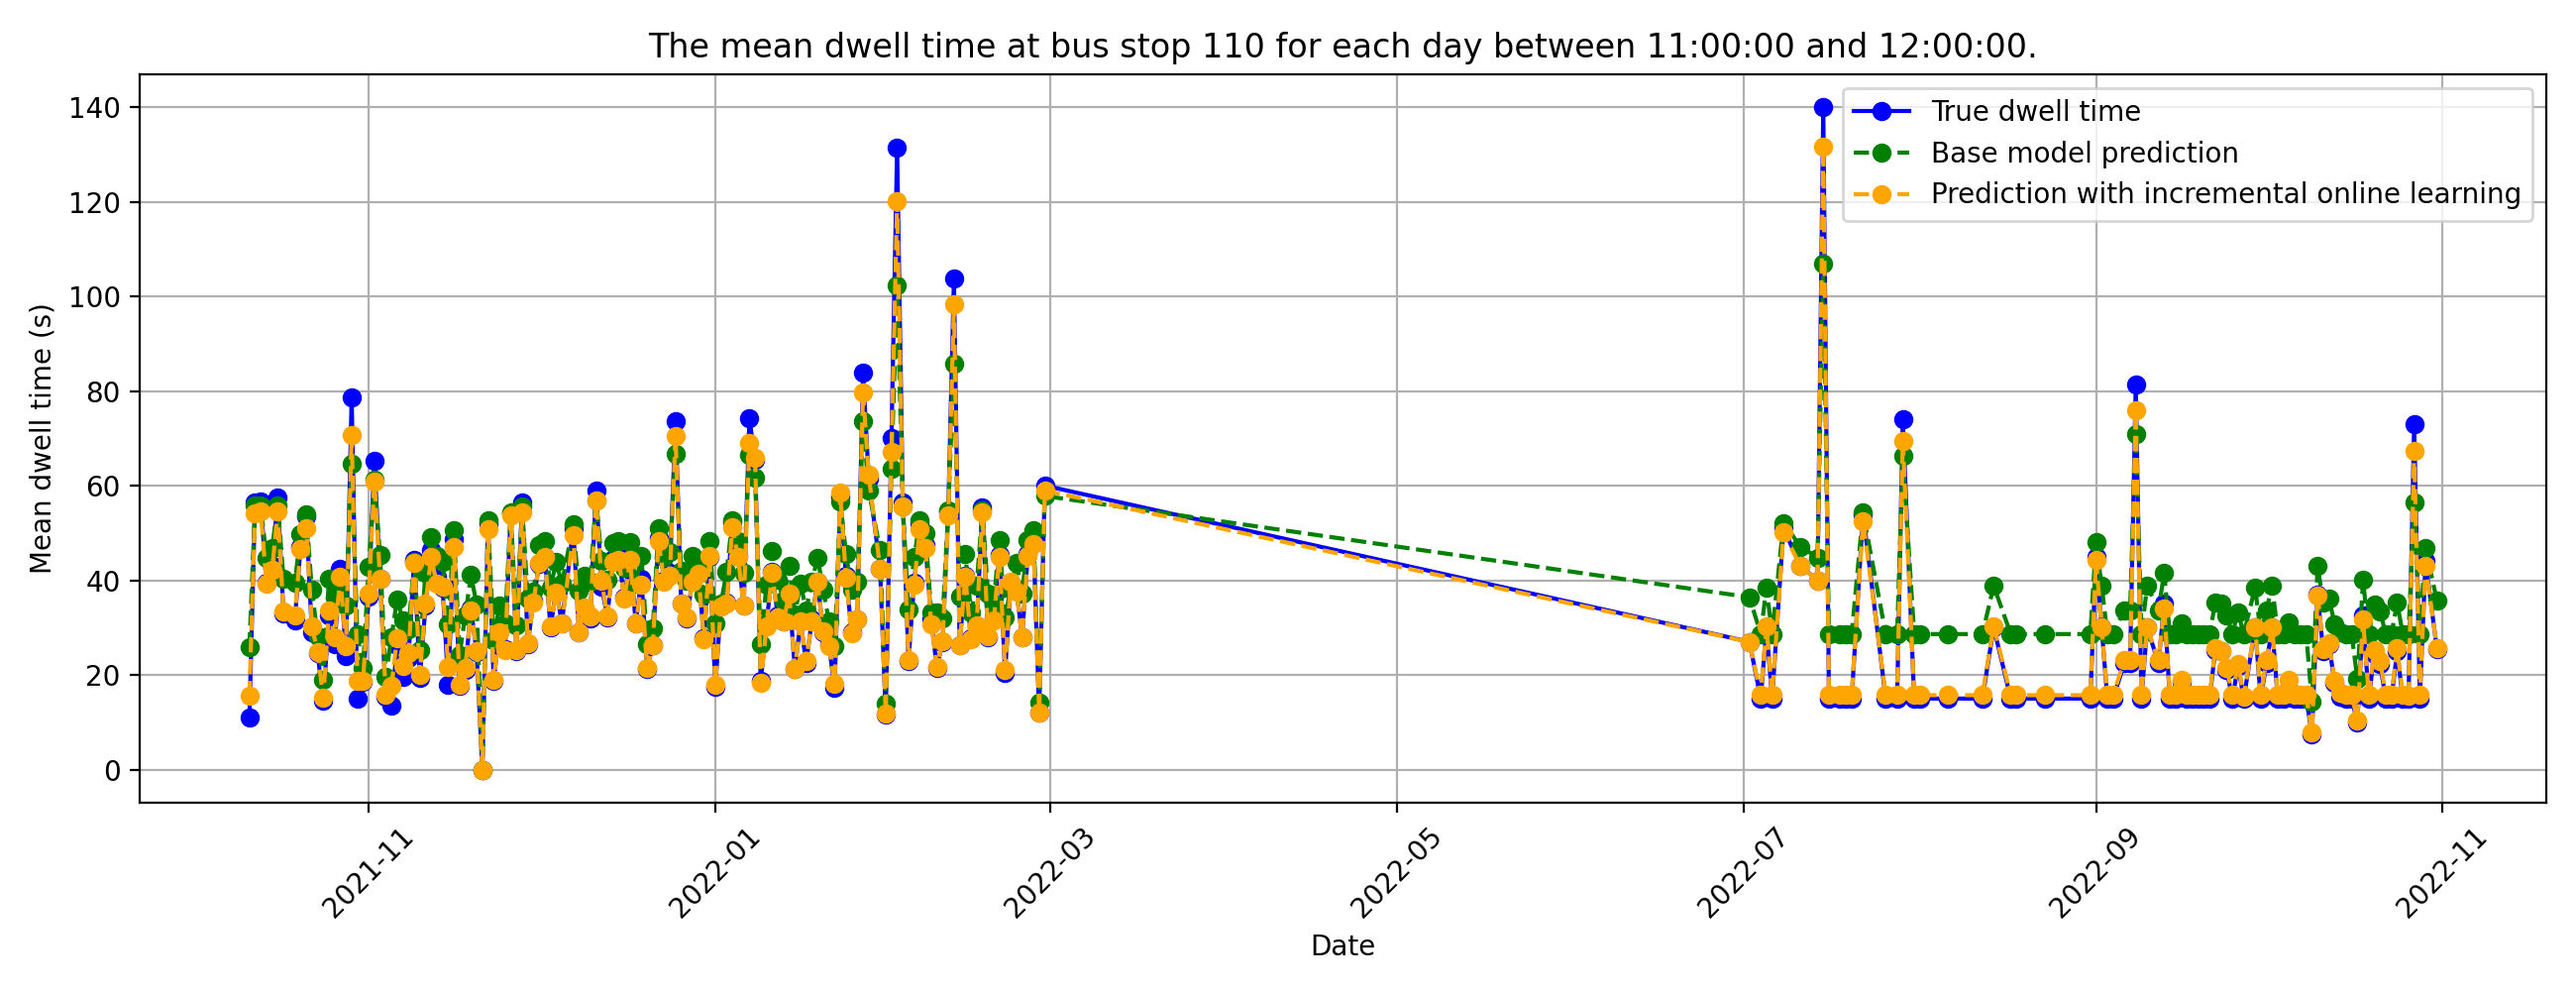 The mean dwell time at bus stop 110 for each day between 11:00:00 and 12:00:00.
140
120
100
80
60
40
20
0
Mean dwell time (s)
True dwell time
Base model prediction
Prediction with incremental online learning
2021-11
2022-01
2022-03
2022-05
2022-07
2022-09
2022-11
Date